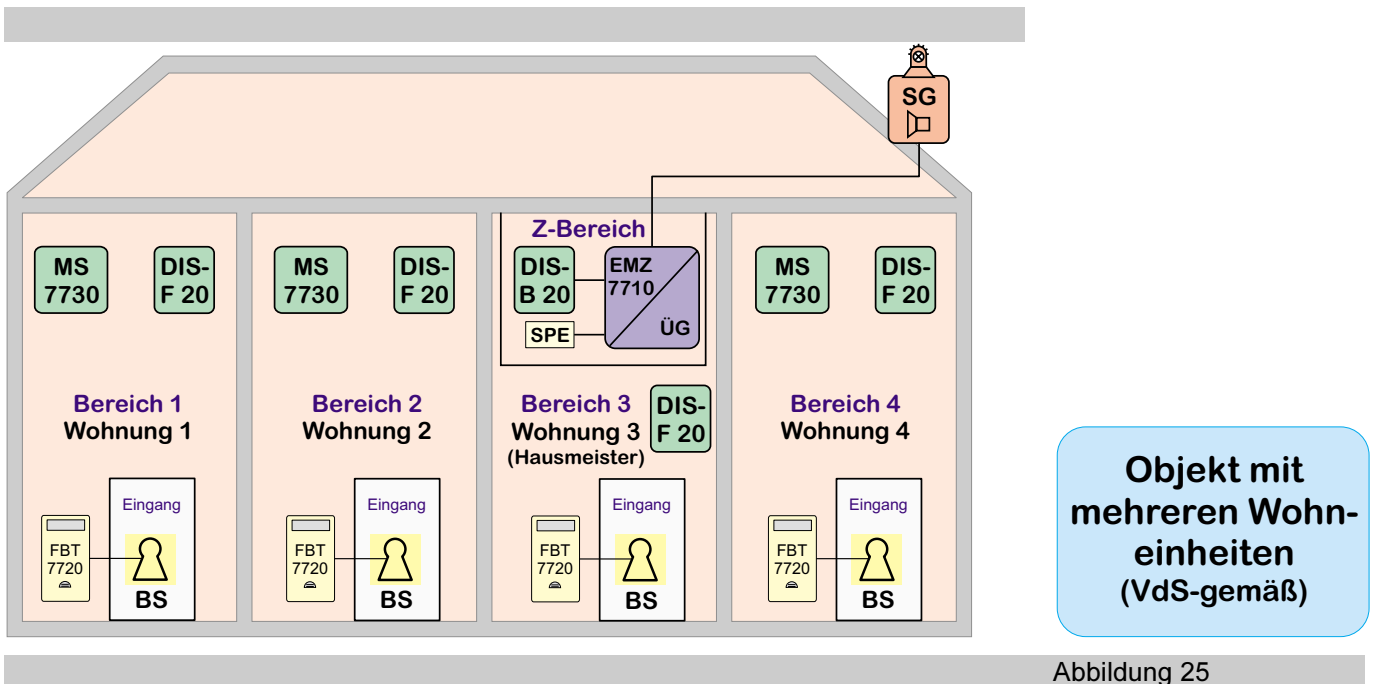 SG
Z-Bereich
MS
7730
DIS-
F 20
MS
7730
DIS-
F 20
DIS-
B 20
EMZ
7710
ÜG
SPE
MS
7730
DIS-
F 20
Bereich 1
Wohnung 1
Bereich 2
Wohnung 2
Bereich 3
Wohnung 3
(Hausmeister)
DIS-
F 20
Bereich 4
Wohnung 4
Eingang
FBT
7720
BS
Eingang
FBT
7720
BS
Eingang
FBT
7720
BS
Eingang
FBT
7720
BS
Objekt mit
mehreren Wohn-
einheiten
(VdS-gemäß)
Abbildung 25